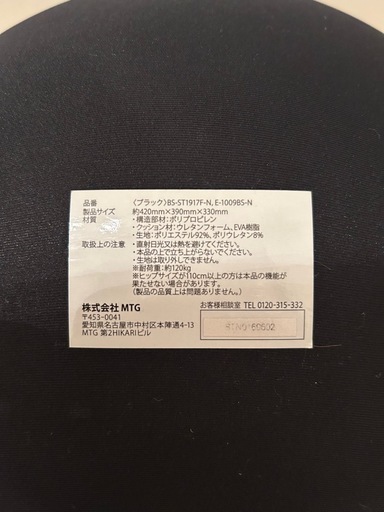 品番 (ブラック)BS-ST1917F-N, E-1009BS-N
製品サイズ 約420mm×390mm×330mm
材質 ・構造部材:ポリプロピレン
・クッション材:ウレタンフォーム, EVA樹脂
・生地:ポリエステル92%, ポリウレタン8%
取扱上の注意 ・直射日光又は熱を避けてください。
・本品の上で立ち上がらないでください。
・生地は取り外しできません。
※耐荷重:約120kg
※ヒップサイズが110cm以上の方は本品の機能が
果たせない場合があります。
(製品の品質上は問題ありません。)
株式会社 MTG
お客様相談室 TEL 0120-315-332
〒453-0041
愛知県名古屋市中村区本陣通4-13
MTG 第2HIKARIビル